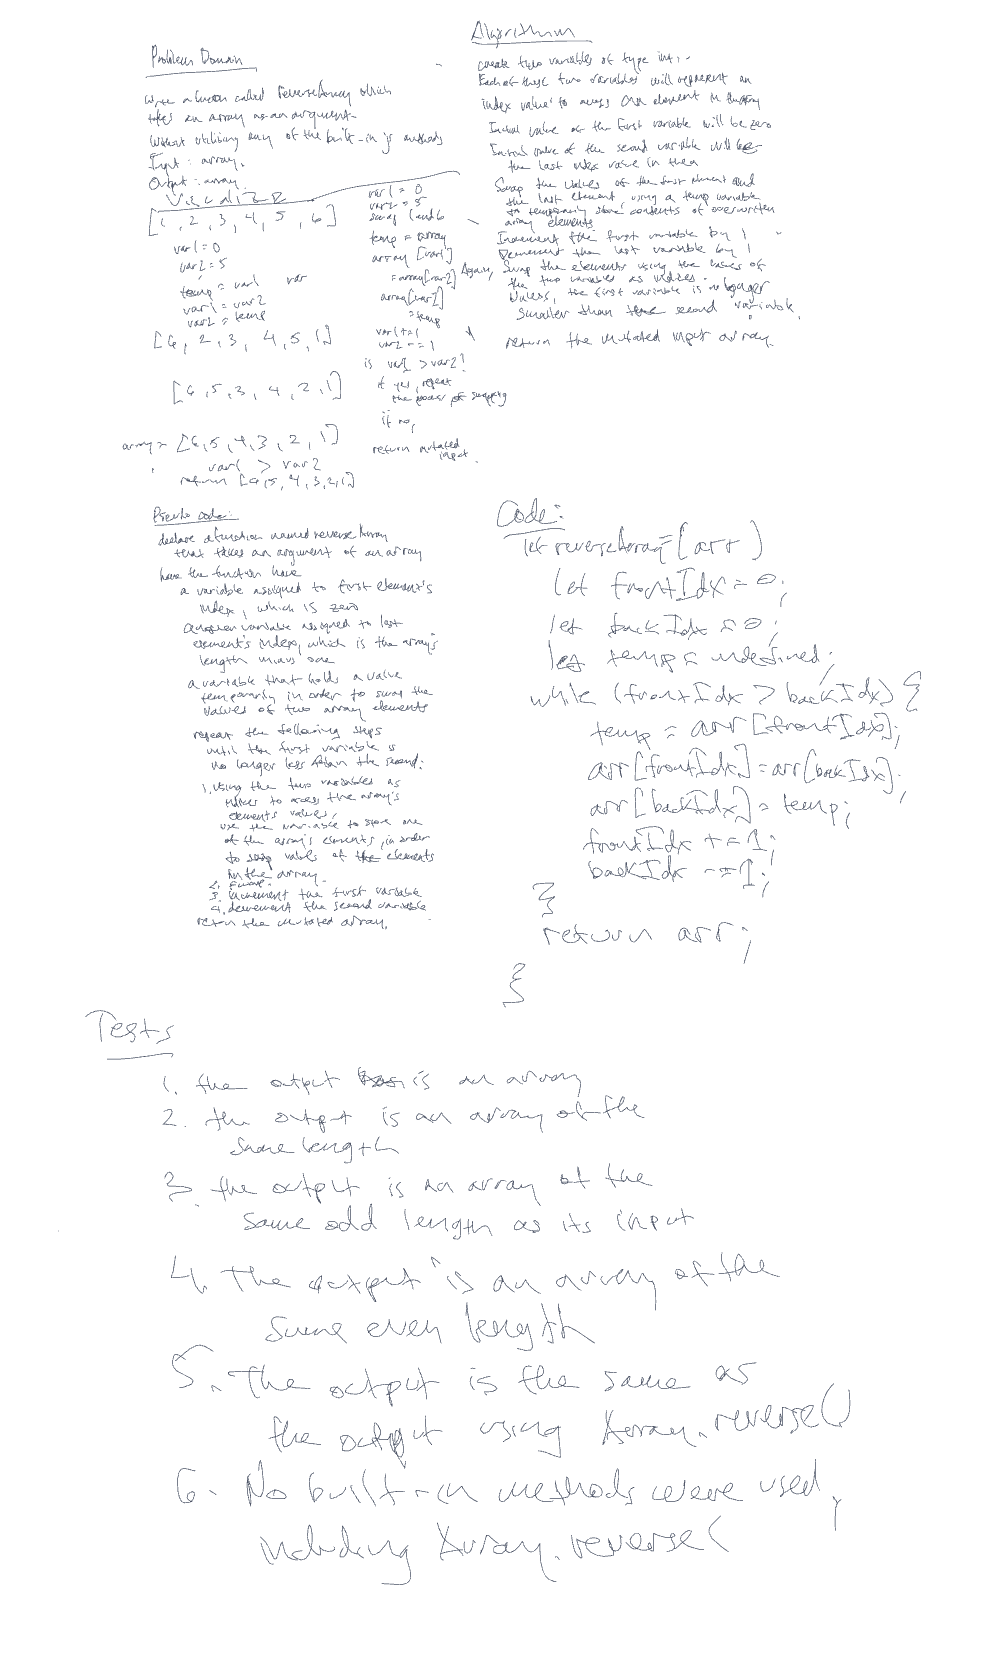 Problem Domain
Write a function called reverseArray which
takes an array as an argument.
Without utilizing any of the built-in js methods
Input: array.
Output: array
Visualize
[1, 2, 3, 4, 5, 6]
var1 = 0
var2 = 5
temp = var1 var
var1 = var2
var2 = temp
[6, 2, 3, 4, 5, 1]
[6, 5, 3, 4, 2, 1]
array = [6, 5, 4, 3, 2, 1]
var1 > var2
return [6, 5, 4, 3, 2, 1]
var1 = 0
var2 = 5
swap 1 and 6
temp = array
array [var1]
= array[var2]
array[var2]
= temp
var1 += 1
var2 -= 1
is var1 > var2?
if yes, repeat
the process of swapping
if no,
return mutated
input.
Algorithm
create two variables of type int.
Each of these two variables will represent an
index value to access an element in the array
Initial value of the first variable will be zero
Initial value of the second variable will be
the last index value in the
Swap the values of the first element and
the last element using a temp variable
to temporarily store contents of overwritten
array elements
Increment the first variable by 1
Decrement the last variable by 1
Again, Swap the elements using the values of
the two variables as indices.
Unless, the first variable is no longer
smaller than the second variable.
return the mutated input array.
Pseudo code:
declare a function named reverseArray
that takes an argument of an array
have the function have
a variable assigned to first element's
index, which is zero
another variable assigned to last
element's index, which is the array's
length minus one
a variable that holds a value
temporarily in order to swap the
values of two array elements
repeat the following steps
until the first variable is
no longer less than the second:
1. Using the two variables as
indices to access the array's
elements values,
use the variable to store one
of the array's elements, in order
to swap values of the elements
in the array.
2.
3. increment the first variable
4. decrement the second variable
return the mutated array.
Code:
let reverseArray = (arr)
let frontIdx = 0;
let backIdx = 0;
let temp = undefined;
while (frontIdx > backIdx) {
temp = arr[frontIdx];
arr[frontIdx] = arr[backIdx];
arr[backIdx] = temp;
frontIdx += 1;
backIdx -= 1;
}
return arr;
}
Tests
1. the output is an array
2. the output is an array of the
same length
3. the output is an array of the
same odd length as its input
4. The output is an array of the
same even length
5. The output is the same as
the output using Array.reverse()
6. No built-in methods were used,
including Array.reverse(